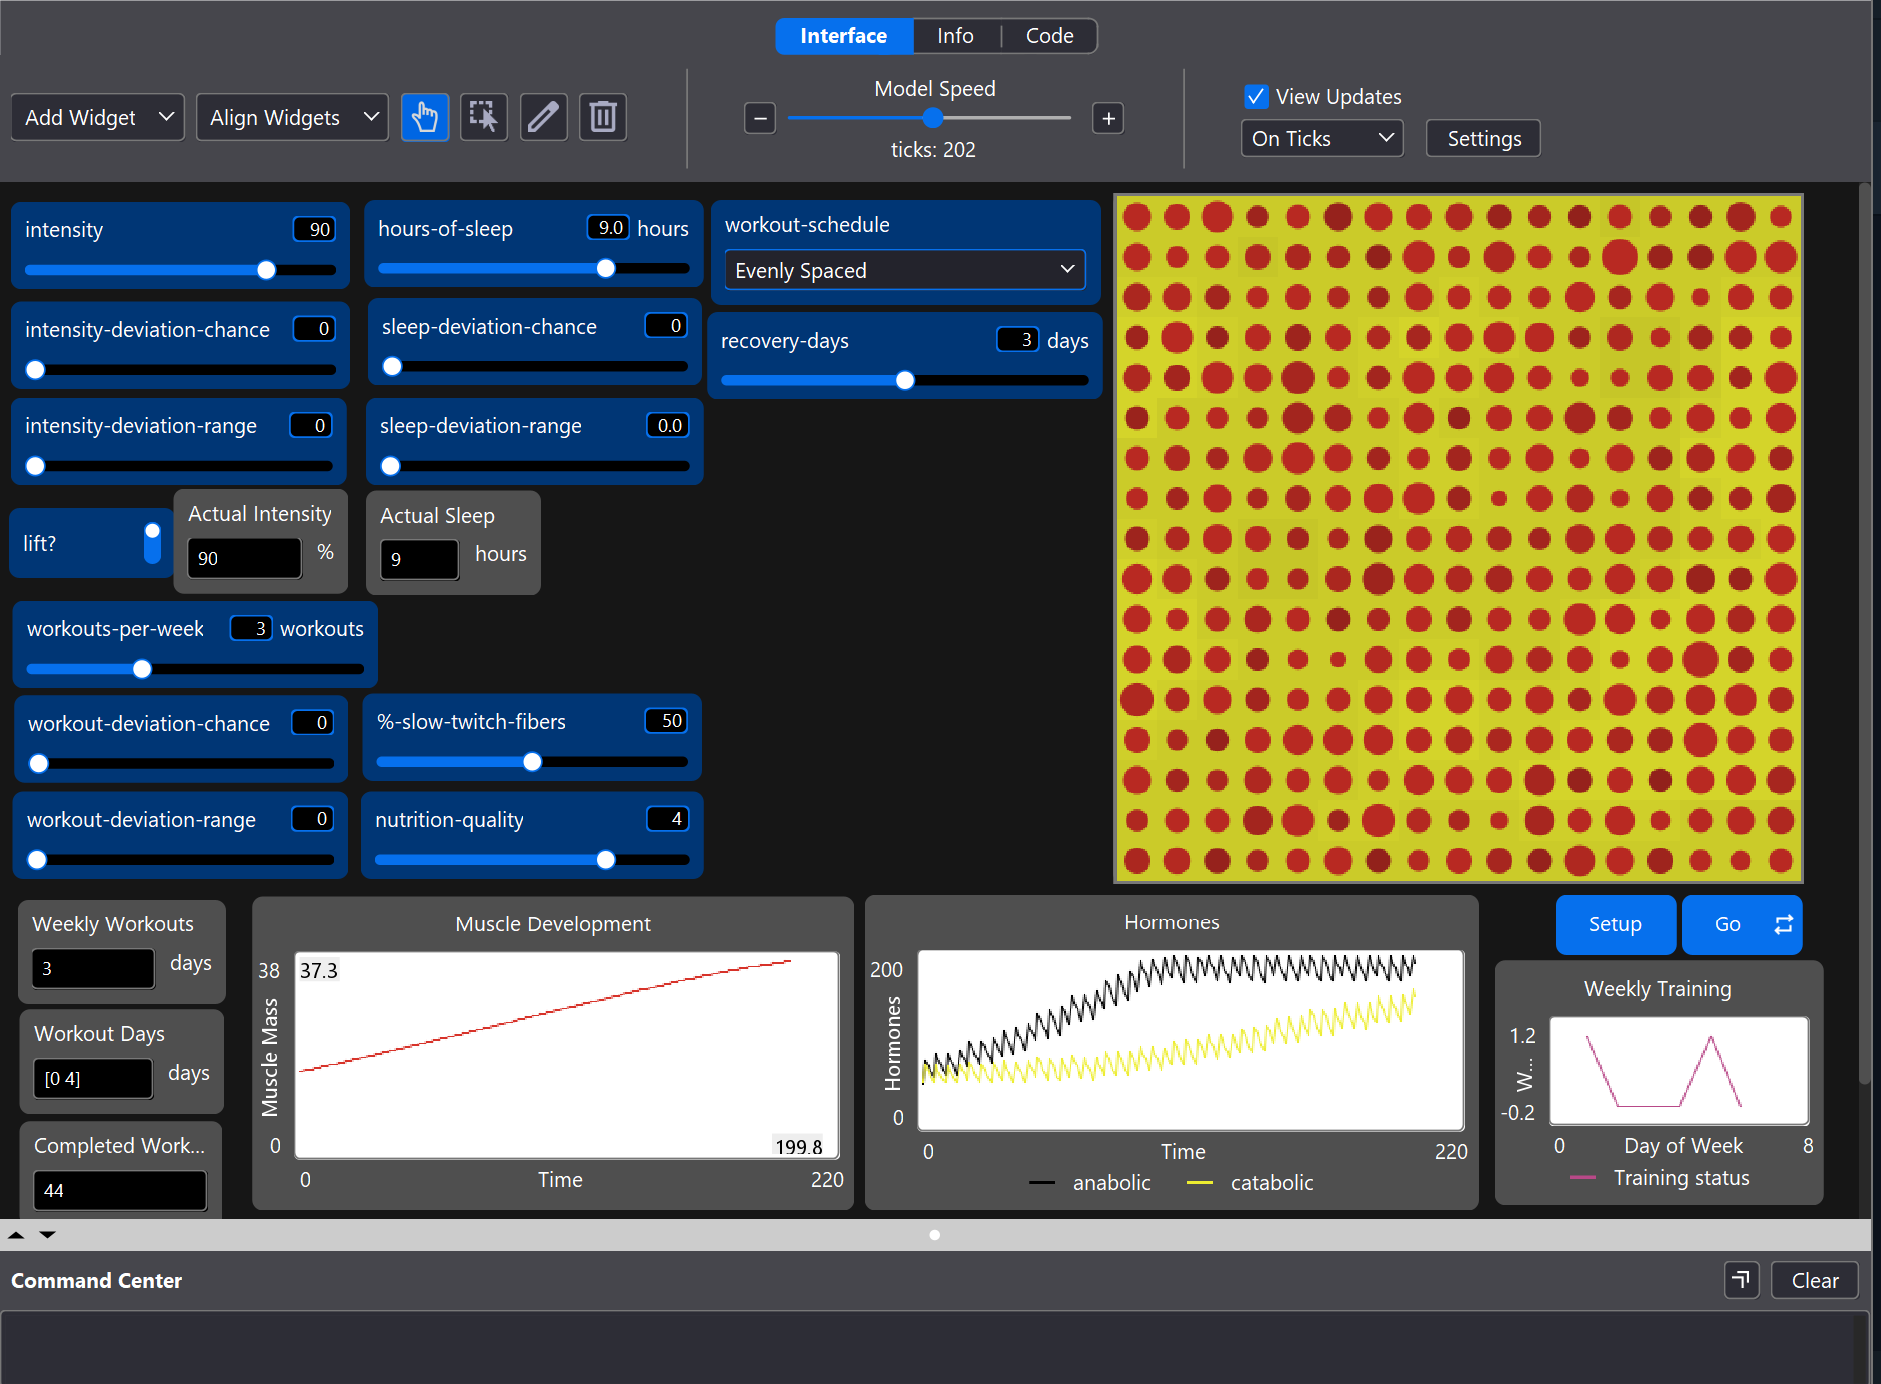 Interface Info Code
Add Widget
Align Widgets
Model Speed
ticks: 202
View Updates
On Ticks
Settings
intensity 90
hours-of-sleep 9.0 hours
workout-schedule
Evenly Spaced
intensity-deviation-chance 0
sleep-deviation-chance 0
recovery-days 3 days
intensity-deviation-range 0
sleep-deviation-range 0.0
lift?
Actual Intensity
90 %
Actual Sleep
9 hours
workouts-per-week 3 workouts
workout-deviation-chance 0
%-slow-twitch-fibers 50
workout-deviation-range 0
nutrition-quality 4
Weekly Workouts
3 days
Workout Days
[0 4] days
Completed Work...
44
Muscle Development
38
37.3
Muscle Mass
0
199.8
0 Time 220
Hormones
200
Hormones
0
0 Time 220
anabolic catabolic
Setup
Go
Weekly Training
1.2
W...
-0.2
0 Day of Week 8
Training status
Command Center
Clear